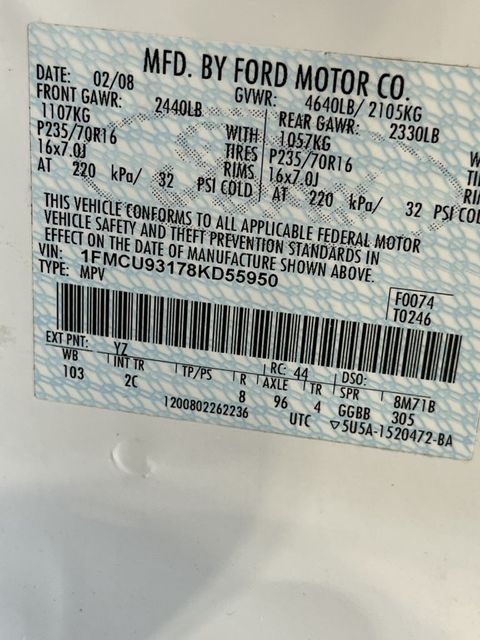 MFD. BY FORD MOTOR CO.
DATE: 02/08 GVWR: 4640LB/ 2105KG
FRONT GAWR: 2440LB REAR GAWR: 2330LB
1107KG WITH 1057KG W
P235/70R16 TIRES P235/70R16 TI
16x7.0J RIMS 16x7.0J RI
AT 220 kPa/ 32 PSI COLD AT 220 kPa/ 32 PSI COL
THIS VEHICLE CONFORMS TO ALL APPLICABLE FEDERAL MOTOR
VEHICLE SAFETY AND THEFT PREVENTION STANDARDS IN
EFFECT ON THE DATE OF MANUFACTURE SHOWN ABOVE.
VIN: 1FMCU93178KD55950
TYPE: MPV
F0074
T0246
EXT PNT: YZ RC: 44 DSO:
WB INT TR TP/PS R AXLE TR SPR 8M71B
103 2C 8 96 4 GGBB 305
1200802262236 UTC ▽5U5A-1520472-BA